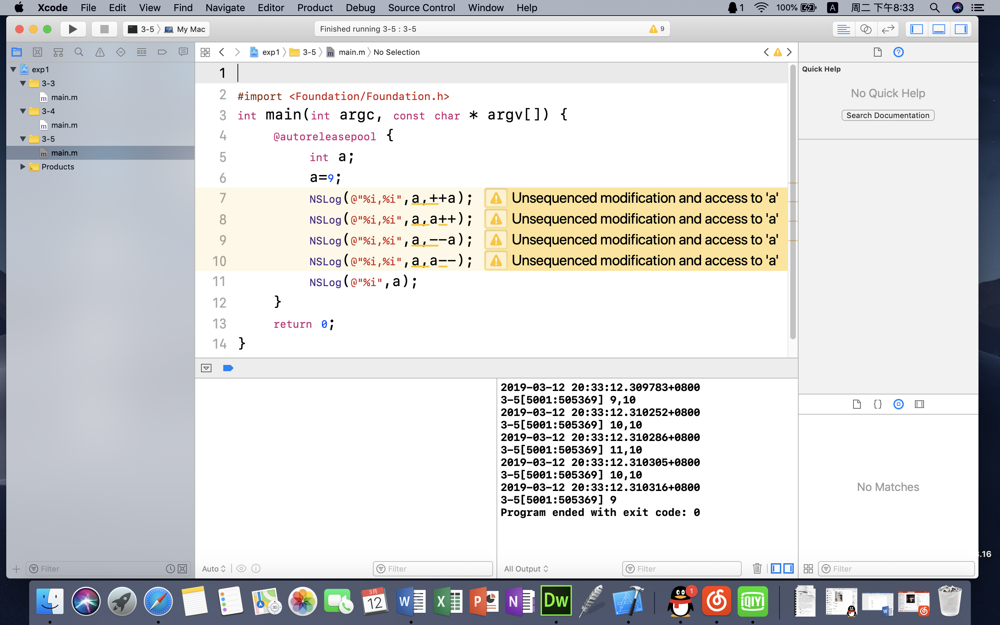 Xcode File Edit View Find Navigate Editor Product Debug Source Control Window Help 1 100% A 周二 下午8:33
3-5 My Mac
Finished running 3-5 : 3-5 9
exp1 3-5 m main.m No Selection
exp1
3-3
m main.m
3-4
m main.m
3-5
m main.m
Products
1
2 #import <Foundation/Foundation.h>
3 int main(int argc, const char * argv[]) {
4 @autoreleasepool {
5 int a;
6 a=9;
7 NSLog(@"%i,%i",a,++a); Unsequenced modification and access to 'a'
8 NSLog(@"%i,%i",a,a++); Unsequenced modification and access to 'a'
9 NSLog(@"%i,%i",a,--a); Unsequenced modification and access to 'a'
10 NSLog(@"%i,%i",a,a--); Unsequenced modification and access to 'a'
11 NSLog(@"%i",a);
12 }
13 return 0;
14 }
Quick Help
No Quick Help
Search Documentation
2019-03-12 20:33:12.309783+0800
3-5[5001:505369] 9,10
2019-03-12 20:33:12.310252+0800
3-5[5001:505369] 10,10
2019-03-12 20:33:12.310286+0800
3-5[5001:505369] 11,10
2019-03-12 20:33:12.310305+0800
3-5[5001:505369] 10,10
2019-03-12 20:33:12.310316+0800
3-5[5001:505369] 9
Program ended with exit code: 0
{}
No Matches
.16
Filter
Auto
Filter
All Output
Filter
Filter
3D
3月
12
W
X
P
N
Dw
1
iQIYI
W